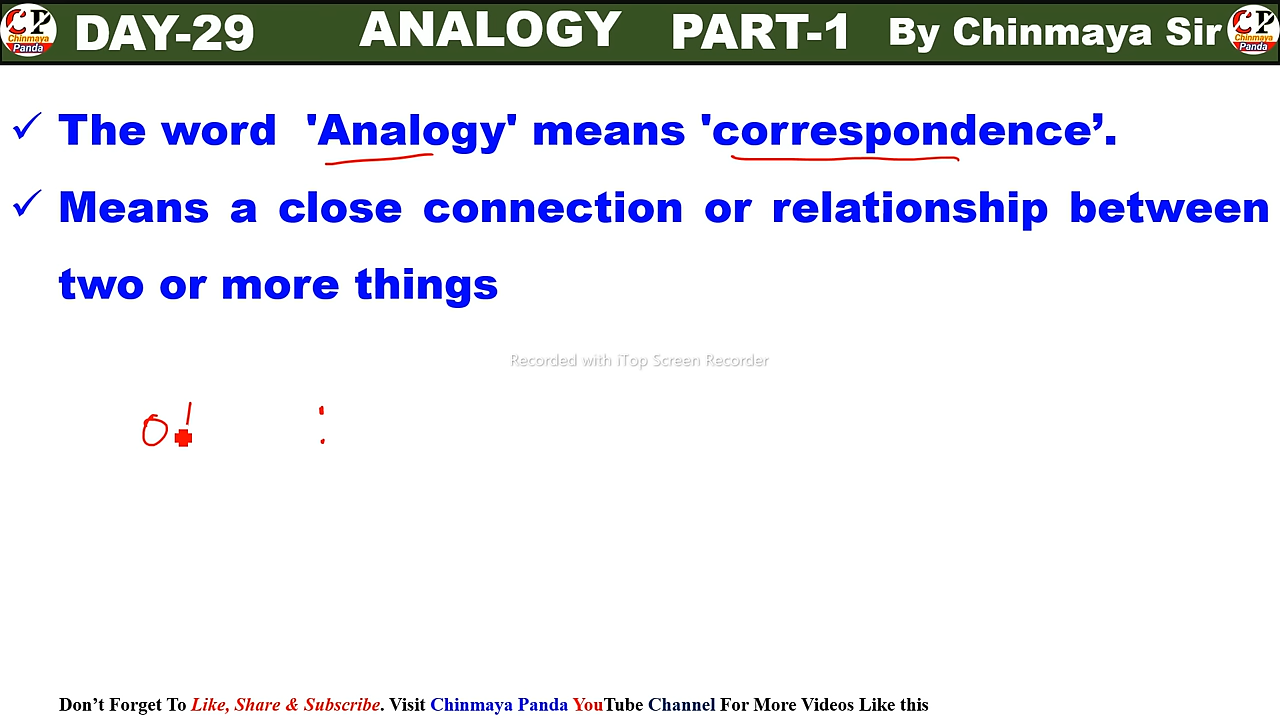 CP Chinmaya Panda DAY-29 ANALOGY PART-1 By Chinmaya Sir CP Chinmaya Panda
✓ The word 'Analogy' means 'correspondence’.
✓ Means a close connection or relationship between
two or more things
Recorded with iTop Screen Recorder
:
Don’t Forget To Like, Share & Subscribe. Visit Chinmaya Panda YouTube Channel For More Videos Like this